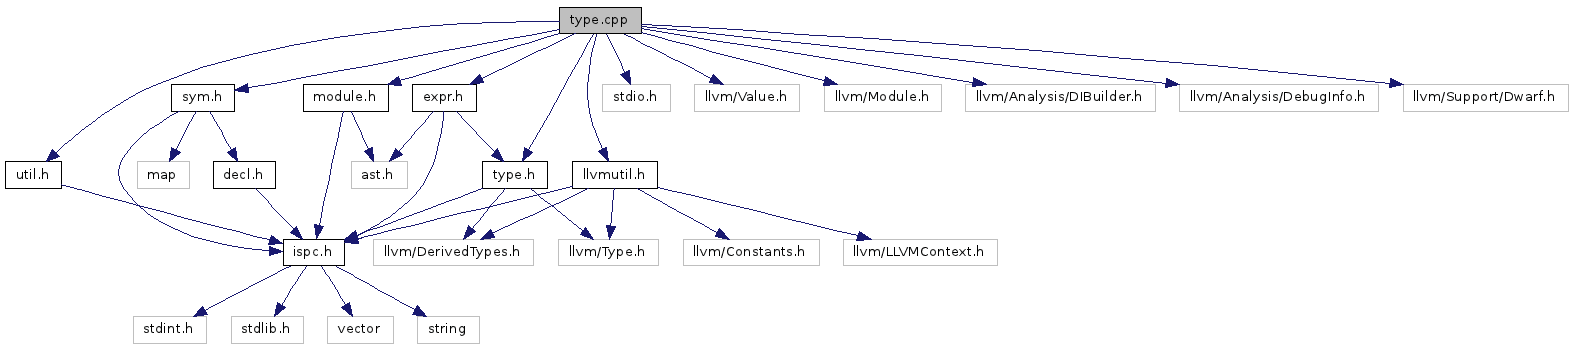 type.cpp
sym.h
module.h
expr.h
stdio.h
llvm/Value.h
llvm/Module.h
llvm/Analysis/DIBuilder.h
llvm/Analysis/DebugInfo.h
llvm/Support/Dwarf.h
util.h
map
decl.h
ast.h
type.h
llvmutil.h
ispc.h
llvm/DerivedTypes.h
llvm/Type.h
llvm/Constants.h
llvm/LLVMContext.h
stdint.h
stdlib.h
vector
string